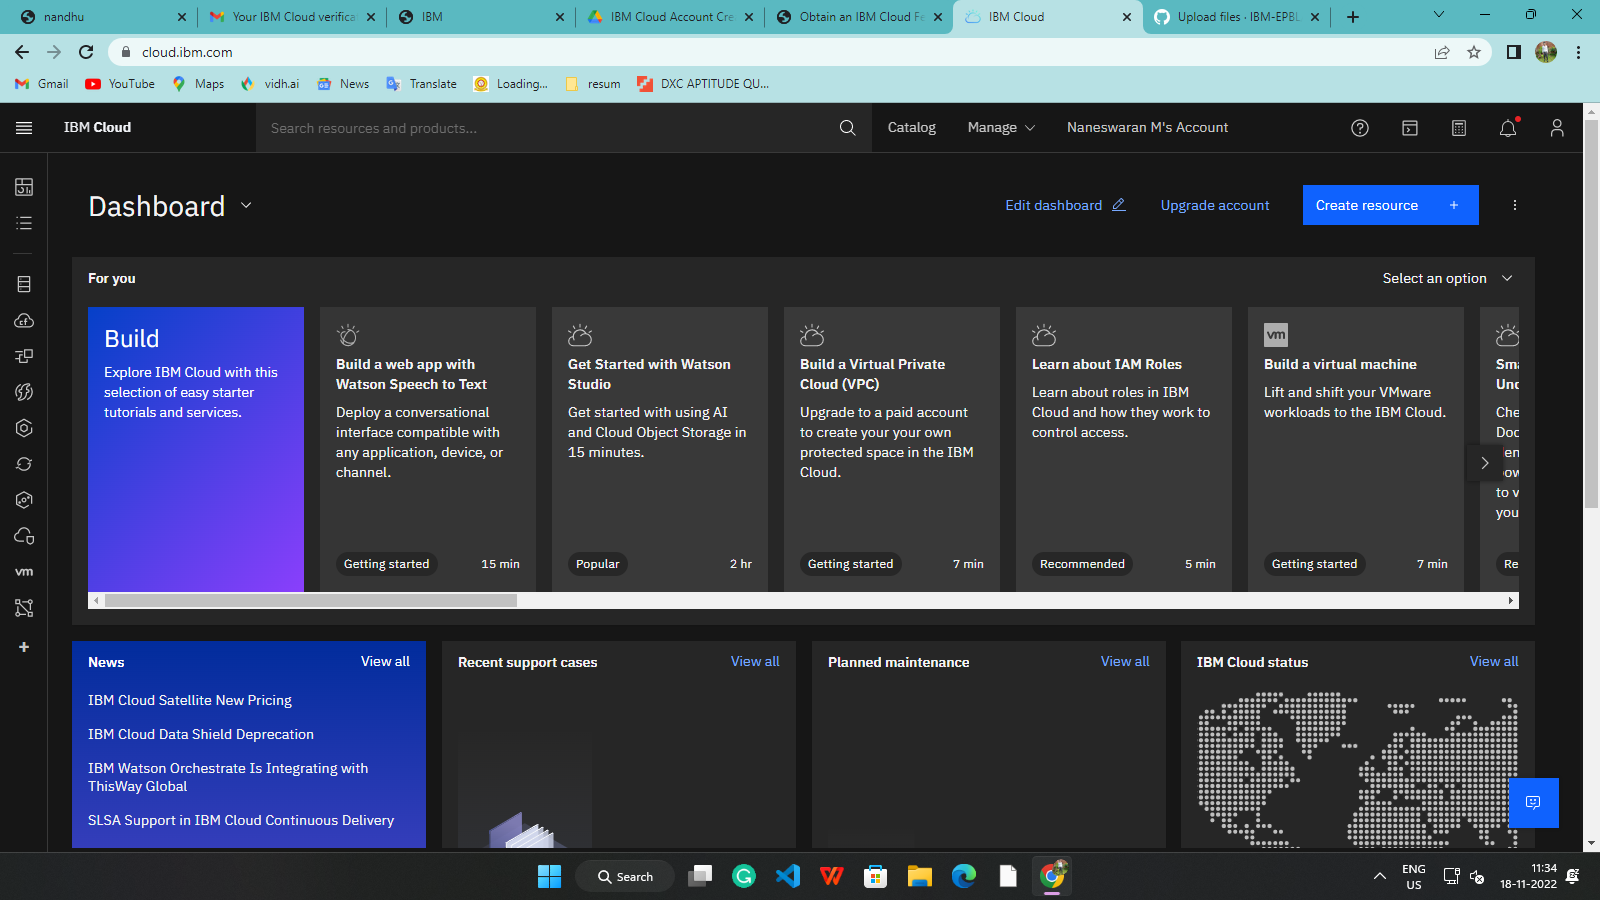 nandhu
Your IBM Cloud verifica
IBM
IBM Cloud Account Cre
Obtain an IBM Cloud Fe
IBM Cloud
Upload files · IBM-EPBL
cloud.ibm.com
Gmail
YouTube
Maps
vidh.ai
News
Translate
Loading...
resum
DXC APTITUDE QU...
IBM Cloud
Search resources and products...
Catalog
Manage
Naneswaran M's Account
Dashboard
Edit dashboard
Upgrade account
Create resource +
For you
Select an option
Build
Explore IBM Cloud with this
selection of easy starter
tutorials and services.
Build a web app with
Watson Speech to Text
Deploy a conversational
interface compatible with
any application, device, or
channel.
Getting started 15 min
Get Started with Watson
Studio
Get started with using AI
and Cloud Object Storage in
15 minutes.
Popular 2 hr
Build a Virtual Private
Cloud (VPC)
Upgrade to a paid account
to create your your own
protected space in the IBM
Cloud.
Getting started 7 min
Learn about IAM Roles
Learn about roles in IBM
Cloud and how they work to
control access.
Recommended 5 min
vm
Build a virtual machine
Lift and shift your VMware
workloads to the IBM Cloud.
Getting started 7 min
Sma
Und
Che
Doc
to v
you
Re
vm
News View all
IBM Cloud Satellite New Pricing
IBM Cloud Data Shield Deprecation
IBM Watson Orchestrate Is Integrating with
ThisWay Global
SLSA Support in IBM Cloud Continuous Delivery
Recent support cases View all
Planned maintenance View all
IBM Cloud status View all
Search
ENG
US
11:34
18-11-2022